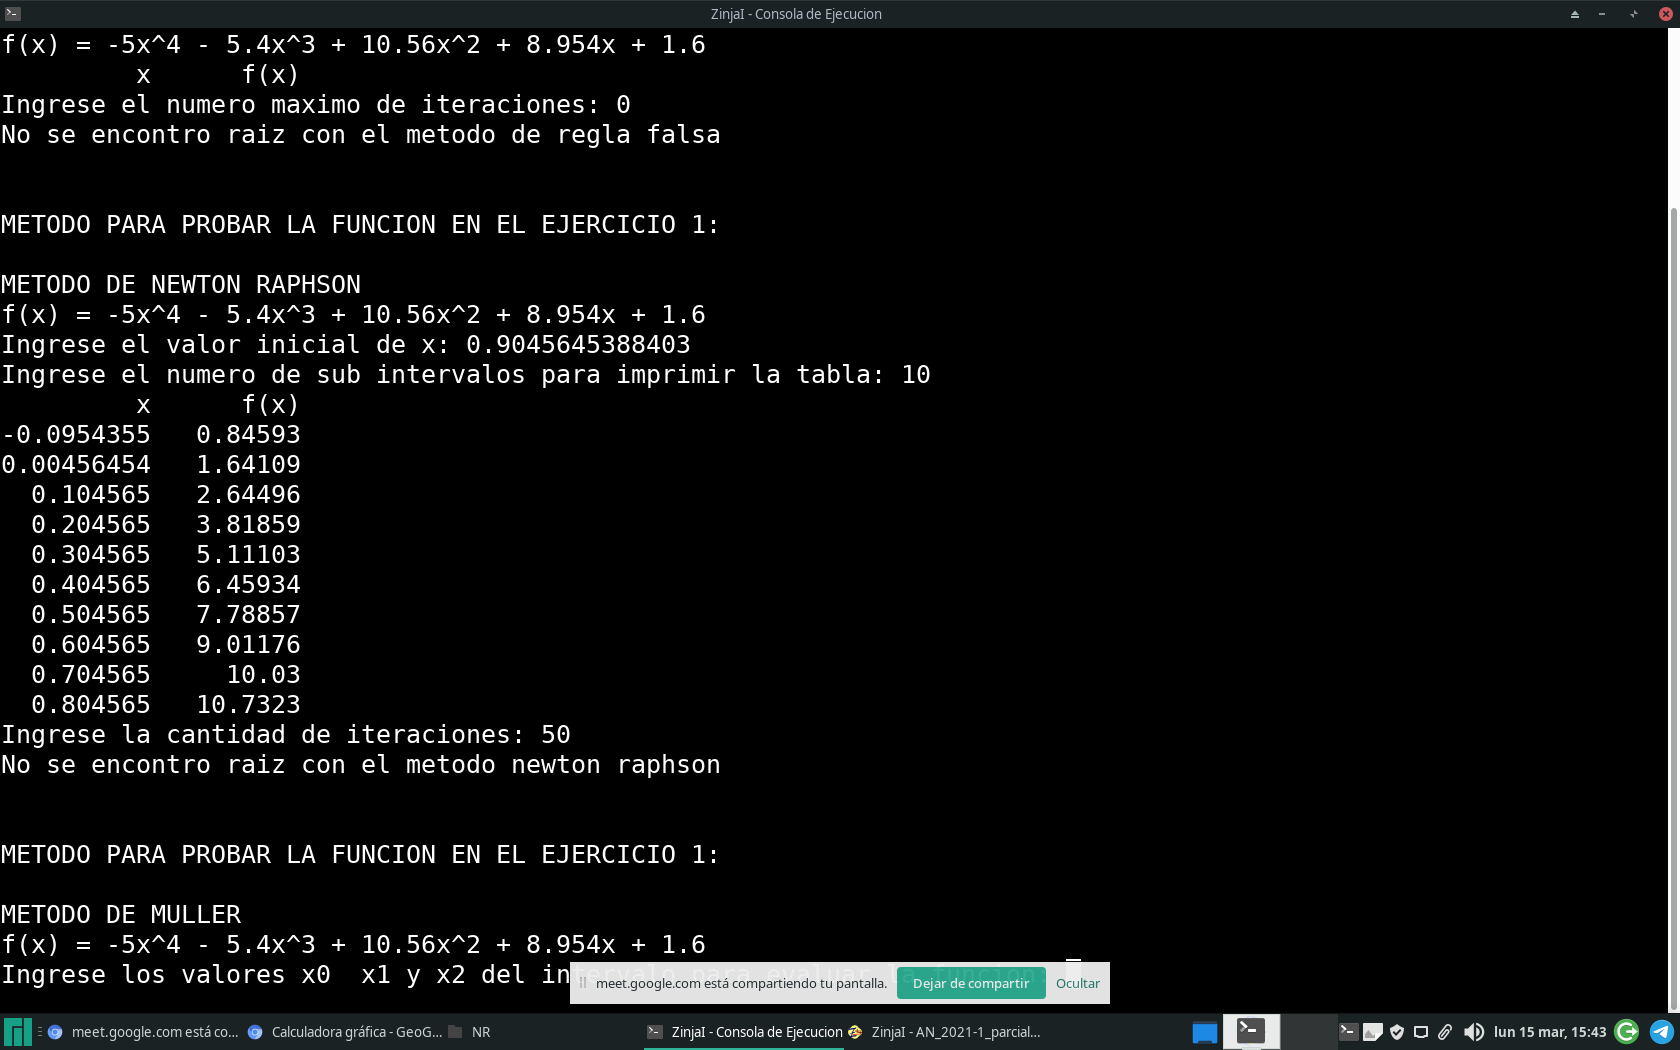 ZinjaI - Consola de Ejecucion
f(x) = -5x^4 - 5.4x^3 + 10.56x^2 + 8.954x + 1.6
x f(x)
Ingrese el numero maximo de iteraciones: 0
No se encontro raiz con el metodo de regla falsa
METODO PARA PROBAR LA FUNCION EN EL EJERCICIO 1:
METODO DE NEWTON RAPHSON
f(x) = -5x^4 - 5.4x^3 + 10.56x^2 + 8.954x + 1.6
Ingrese el valor inicial de x: 0.9045645388403
Ingrese el numero de sub intervalos para imprimir la tabla: 10
x f(x)
-0.0954355 0.84593
0.00456454 1.64109
0.104565 2.64496
0.204565 3.81859
0.304565 5.11103
0.404565 6.45934
0.504565 7.78857
0.604565 9.01176
0.704565 10.03
0.804565 10.7323
Ingrese la cantidad de iteraciones: 50
No se encontro raiz con el metodo newton raphson
METODO PARA PROBAR LA FUNCION EN EL EJERCICIO 1:
METODO DE MULLER
f(x) = -5x^4 - 5.4x^3 + 10.56x^2 + 8.954x + 1.6
Ingrese los valores x0 x1 y x2 del intervalo para evaluar la funcion:
meet.google.com está compartiendo tu pantalla. Dejar de compartir Ocultar
meet.google.com está co... Calculadora gráfica - GeoG... NR ZinjaI - Consola de Ejecucion ZinjaI - AN_2021-1_parcial... lun 15 mar, 15:43